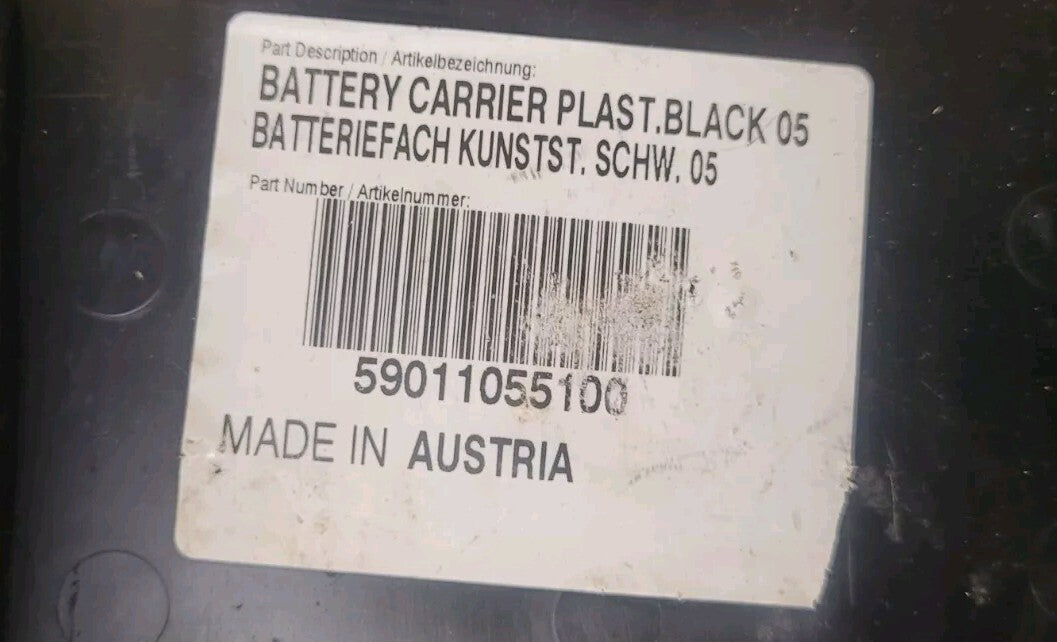 Part Description / Artikelbezeichnung:
BATTERY CARRIER PLAST.BLACK 05
BATTERIEFACH KUNSTST. SCHW. 05
Part Number / Artikelnummer:
59011055100
MADE IN AUSTRIA